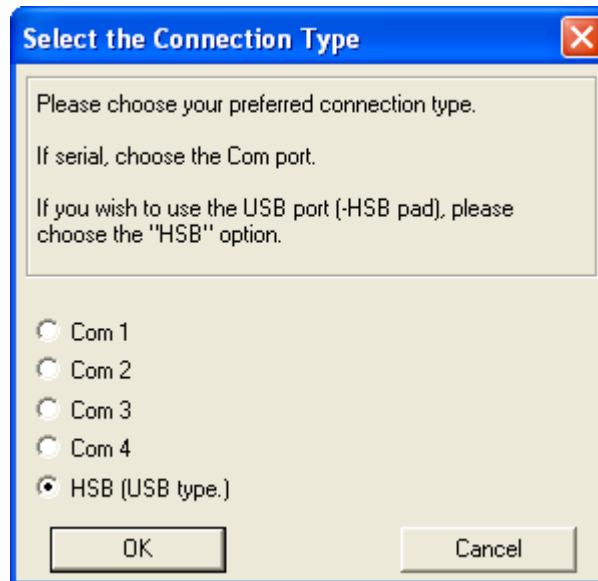 Select the Connection Type
Please choose your preferred connection type.
If serial, choose the Com port.
If you wish to use the USB port (-HSB pad), please
choose the "HSB" option.
Com 1
Com 2
Com 3
Com 4
HSB (USB type.)
OK
Cancel